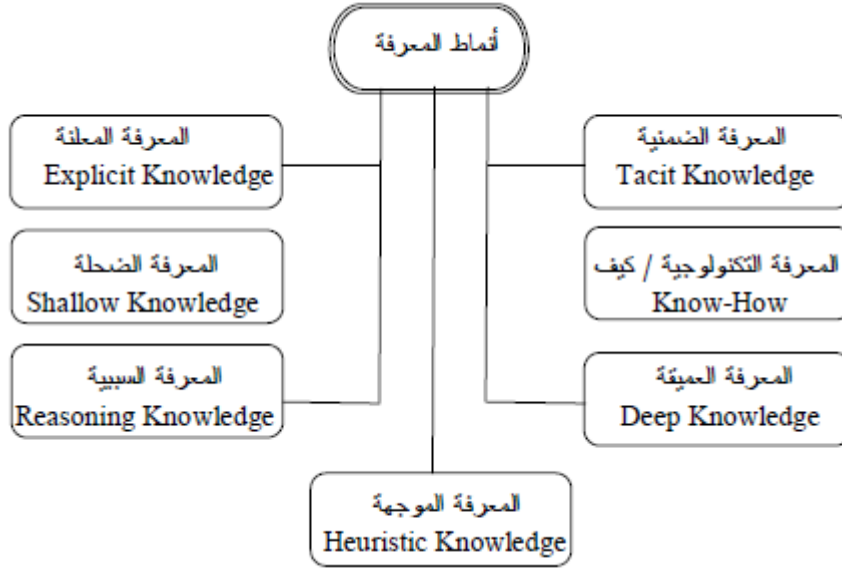 أنماط المعرفة
المعرفة الضمنية
Tacit Knowledge
المعرفة المعلنة
Explicit Knowledge
المعرفة التكنولوجية / كيف
Know-How
المعرفة الضحلة
Shallow Knowledge
المعرفة العميقة
Deep Knowledge
المعرفة السببية
Reasoning Knowledge
المعرفة الموجهة
Heuristic Knowledge